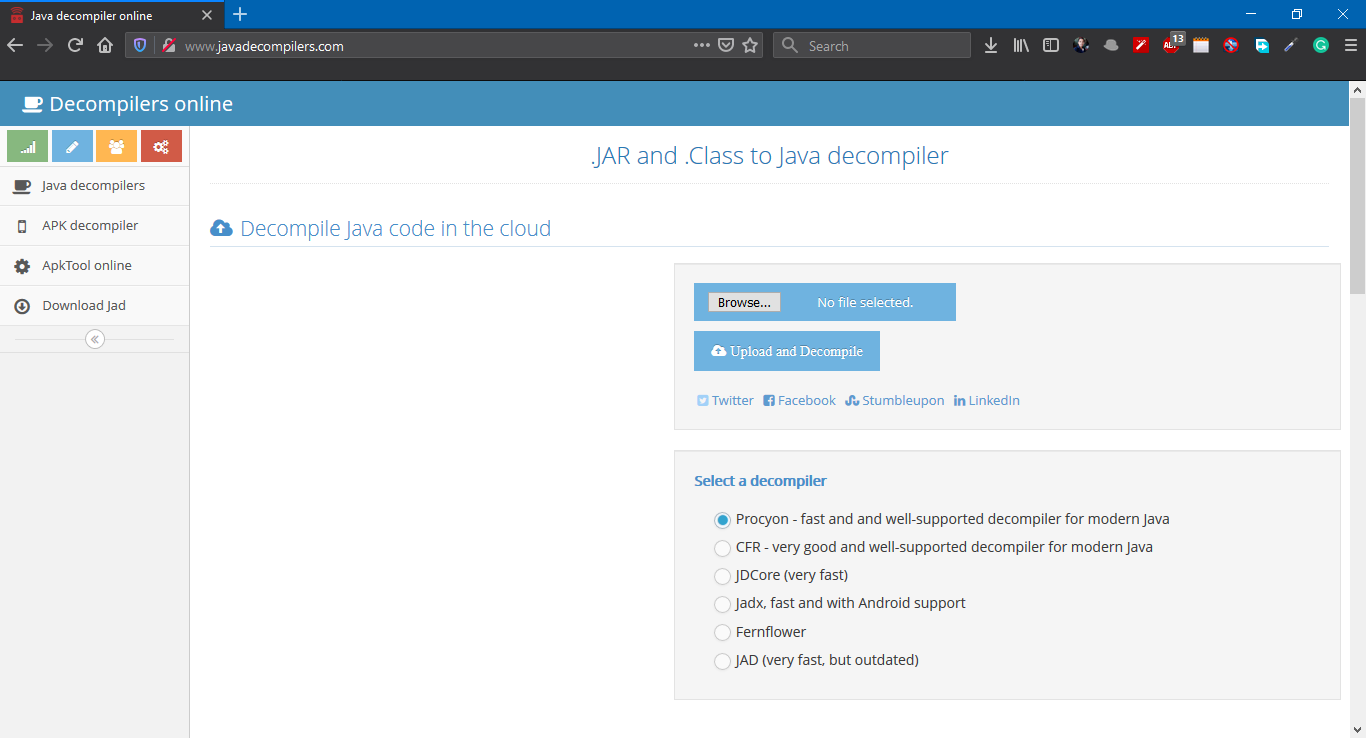 Java decompiler online
www.javadecompilers.com
Search
13
ABP
Decompilers online
.JAR and .Class to Java decompiler
Java decompilers
APK decompiler
ApkTool online
Download Jad
Decompile Java code in the cloud
Browse... No file selected.
Upload and Decompile
Twitter Facebook Stumbleupon LinkedIn
Select a decompiler
Procyon - fast and and well-supported decompiler for modern Java
CFR - very good and well-supported decompiler for modern Java
JDCore (very fast)
Jadx, fast and with Android support
Fernflower
JAD (very fast, but outdated)